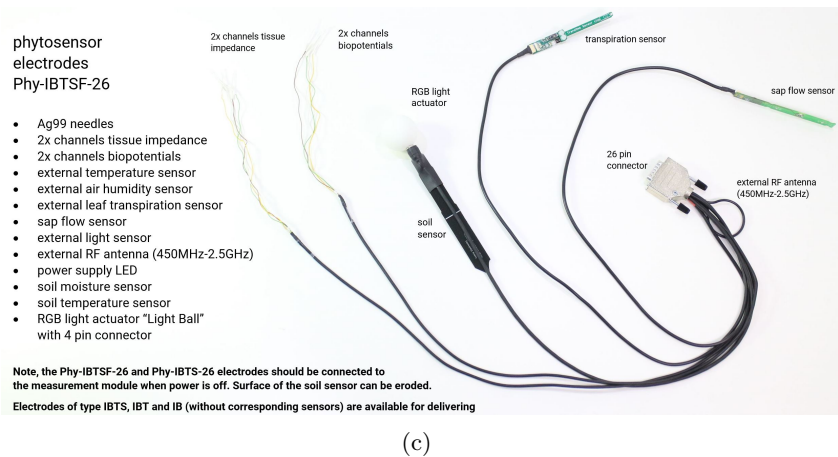 phytosensor
electrodes
Phy-IBTSF-26
• Ag99 needles
• 2x channels tissue impedance
• 2x channels biopotentials
• external temperature sensor
• external air humidity sensor
• external leaf transpiration sensor
• sap flow sensor
• external light sensor
• external RF antenna (450MHz-2.5GHz)
• power supply LED
• soil moisture sensor
• soil temperature sensor
• RGB light actuator “Light Ball”
with 4 pin connector
2x channels tissue
impedance
2x channels
biopotentials
RGB light
actuator
soil
sensor
transpiration sensor
sap flow sensor
26 pin
connector
external RF antenna
(450MHz-2.5GHz)
Note, the Phy-IBTSF-26 and Phy-IBTS-26 electrodes should be connected to
the measurement module when power is off. Surface of the soil sensor can be eroded.
Electrodes of type IBTS, IBT and IB (without corresponding sensors) are available for delivering
(c)